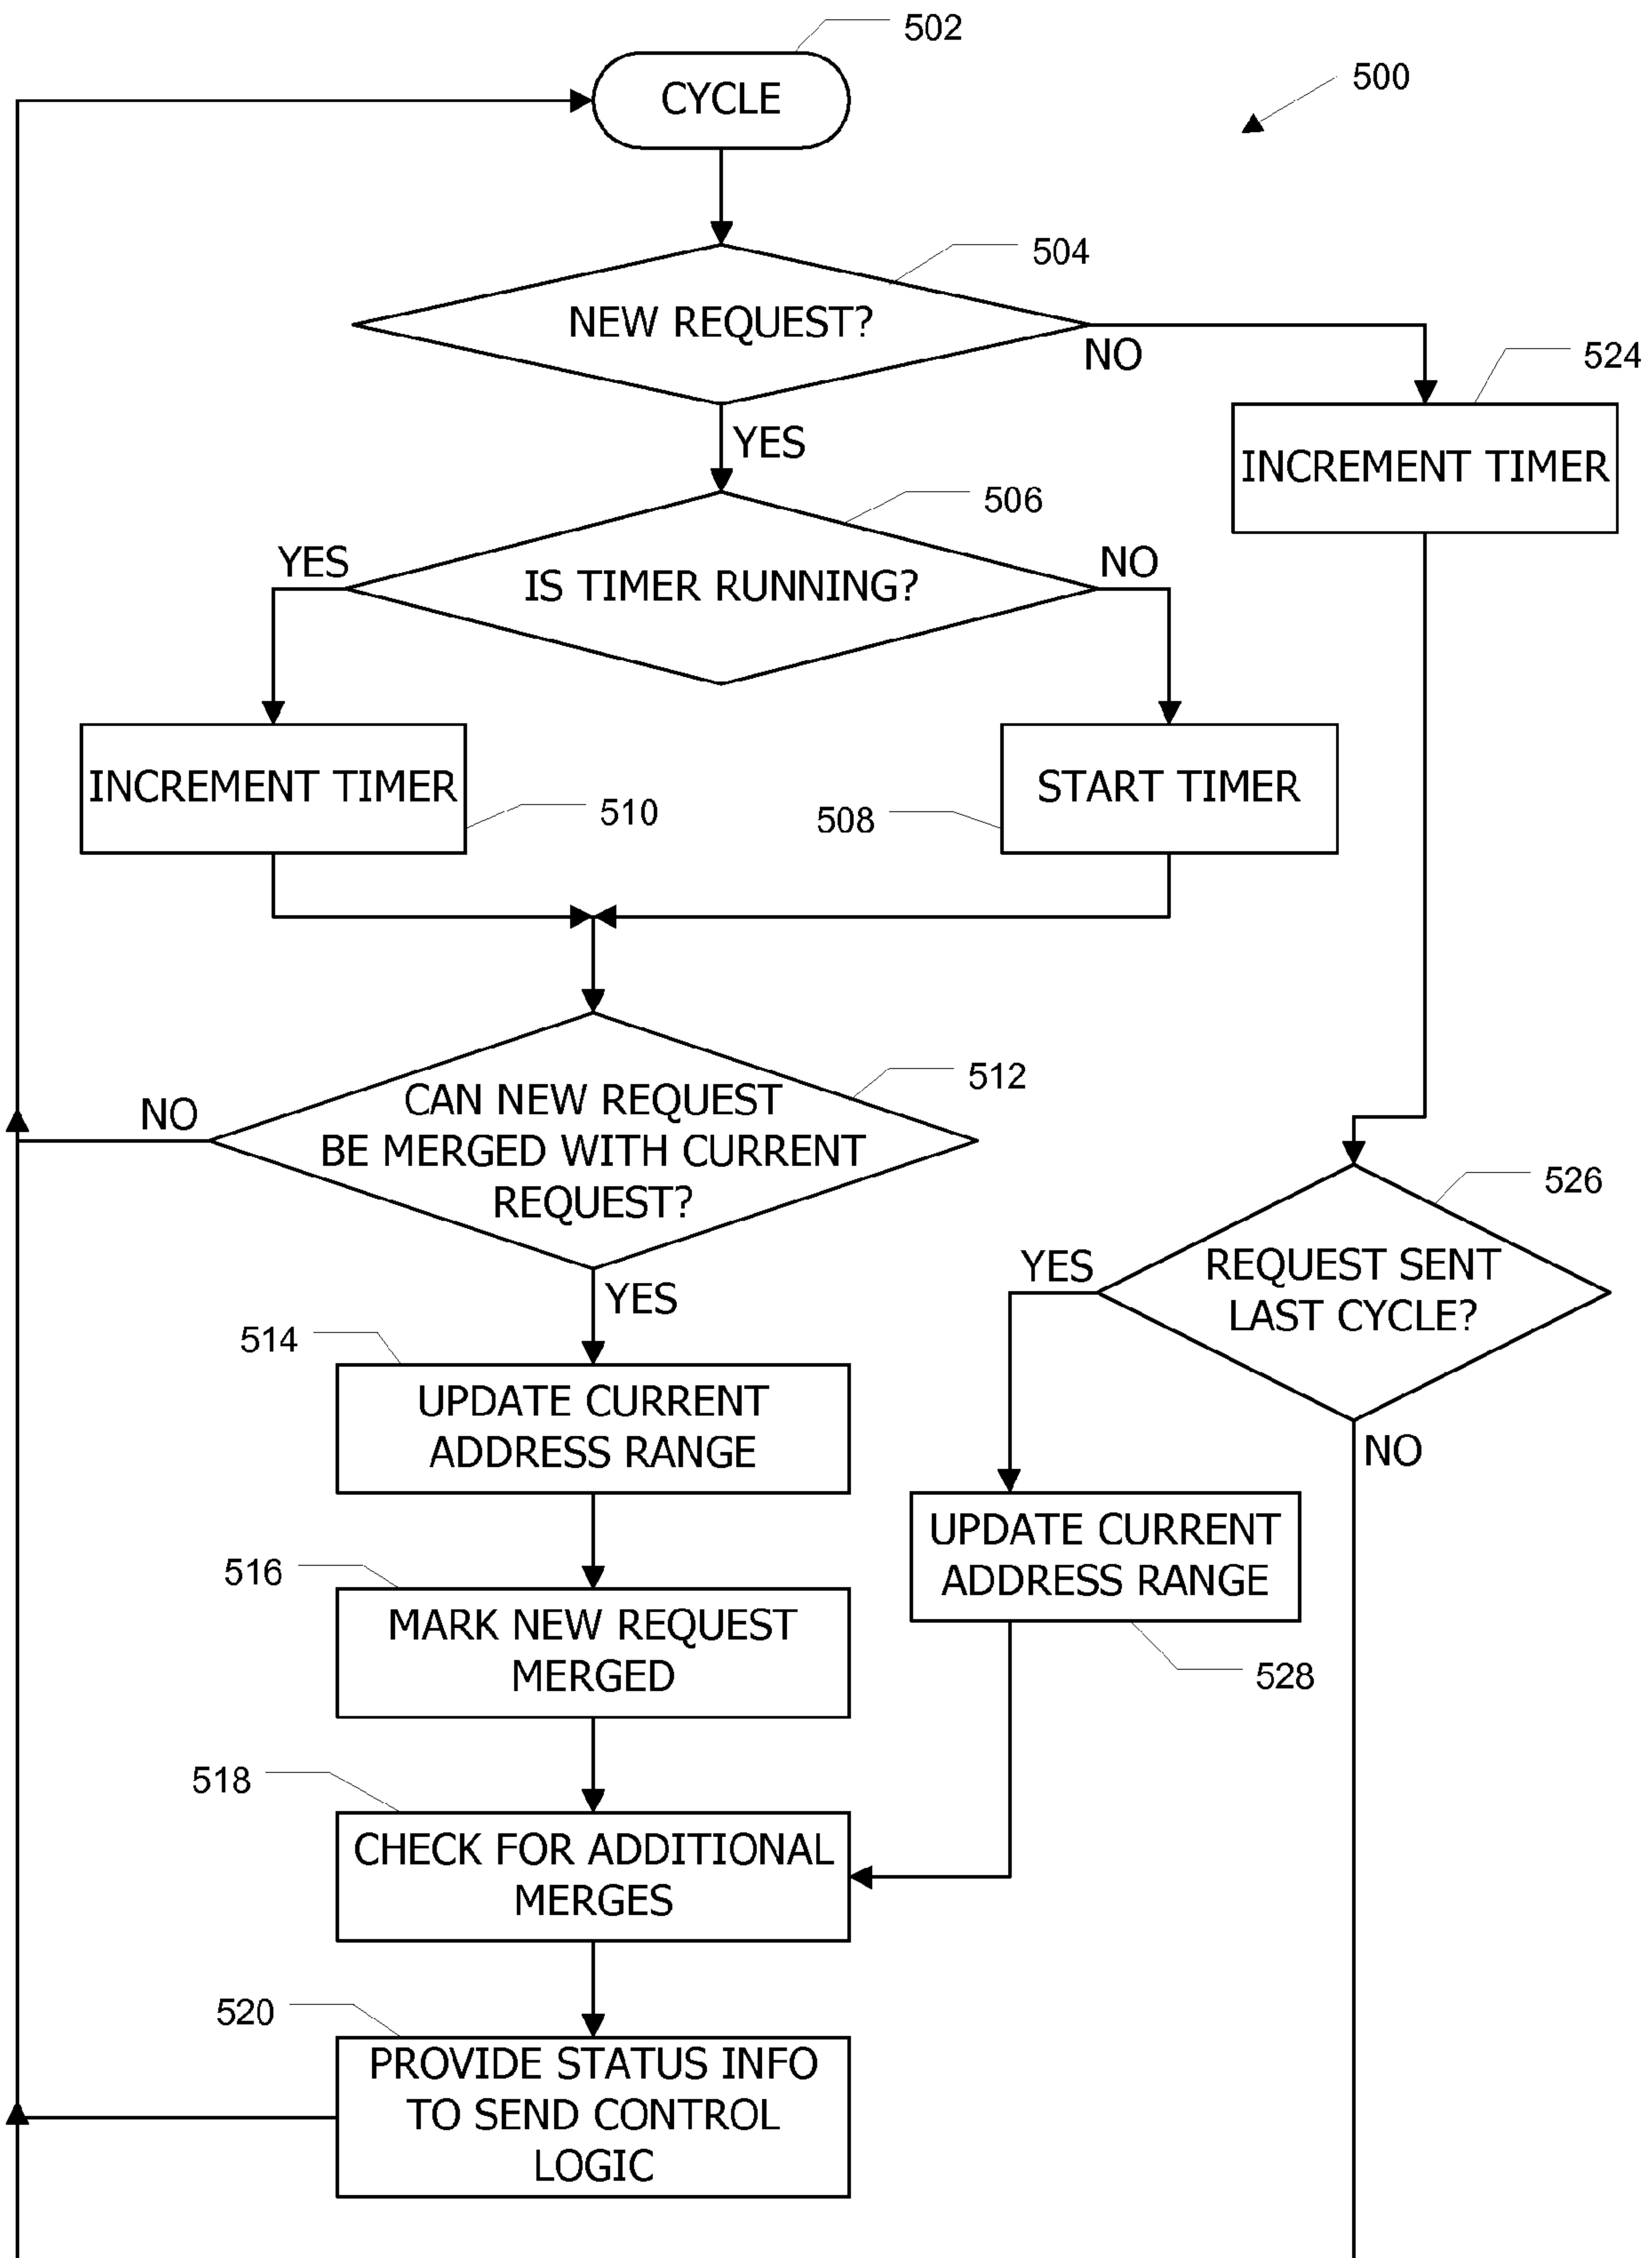 502
CYCLE
500
504
NEW REQUEST?
NO
524
YES
INCREMENT TIMER
506
YES
NO
IS TIMER RUNNING?
INCREMENT TIMER
510
START TIMER
508
512
CAN NEW REQUEST
BE MERGED WITH CURRENT
REQUEST?
NO
YES
526
REQUEST SENT
LAST CYCLE?
YES
NO
514
UPDATE CURRENT
ADDRESS RANGE
UPDATE CURRENT
ADDRESS RANGE
528
516
MARK NEW REQUEST
MERGED
518
CHECK FOR ADDITIONAL
MERGES
520
PROVIDE STATUS INFO
TO SEND CONTROL
LOGIC